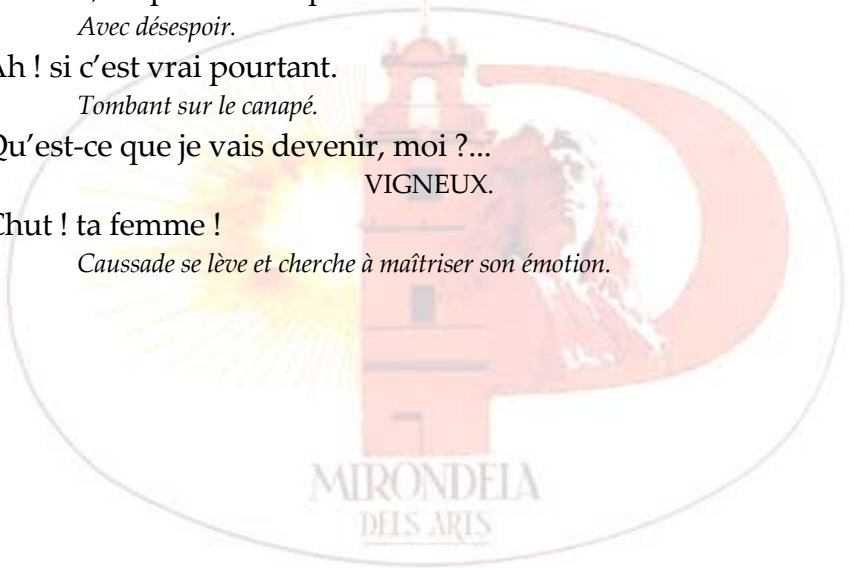 Avec désespoir.
Ah ! si c’est vrai pourtant.
Tombant sur le canapé.
Qu’est-ce que je vais devenir, moi ?...
VIGNEUX.
Chut ! ta femme !
Caussade se lève et cherche à maîtriser son émotion.
MIRONDELA
DELS ARTS